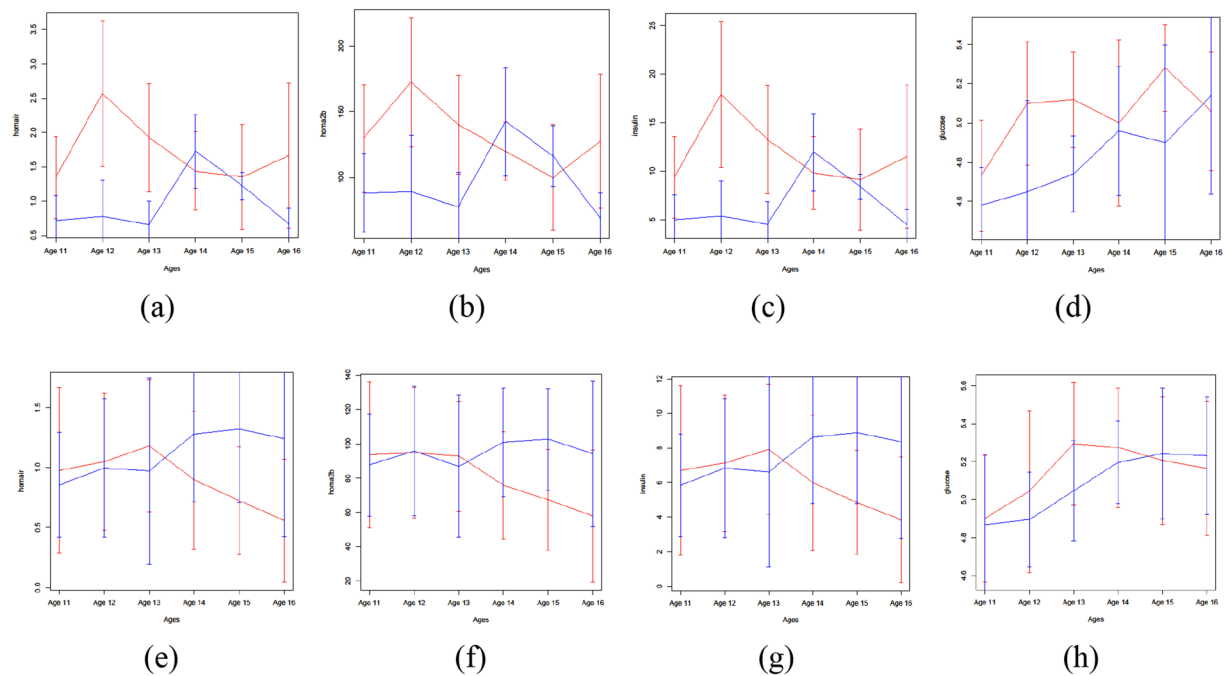 homair
3.5
3.0
2.5
2.0
1.5
1.0
0.5
Age 11 Age 12 Age 13 Age 14 Age 15 Age 16
Ages
(a)
homa2b
200
150
100
Age 11 Age 12 Age 13 Age 14 Age 15 Age 16
Ages
(b)
insulin
25
20
15
10
5
Age 11 Age 12 Age 13 Age 14 Age 15 Age 16
Ages
(c)
glucose
5.4
5.2
5.0
4.8
4.6
Age 11 Age 12 Age 13 Age 14 Age 15 Age 16
Ages
(d)
homair
1.5
1.0
0.5
0.0
Age 11 Age 12 Age 13 Age 14 Age 15 Age 16
Ages
(e)
homa2b
140
120
100
80
60
40
20
Age 11 Age 12 Age 13 Age 14 Age 15 Age 16
Ages
(f)
insulin
12
10
8
6
4
2
0
Age 11 Age 12 Age 13 Age 14 Age 15 Age 16
Ages
(g)
glucose
5.6
5.4
5.2
5.0
4.8
4.6
Age 11 Age 12 Age 13 Age 14 Age 15 Age 16
Ages
(h)